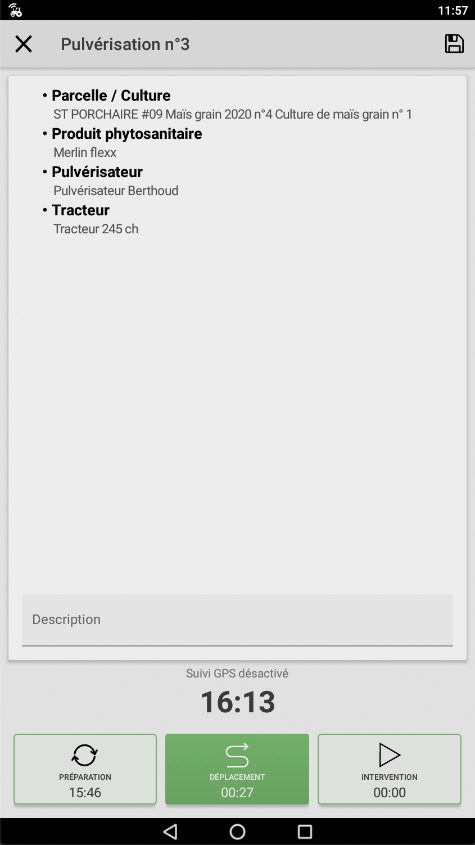 11:57
Pulvérisation n°3
• Parcelle / Culture
ST PORCHAIRE #09 Maïs grain 2020 n°4 Culture de maïs grain n° 1
• Produit phytosanitaire
Merlin flexx
• Pulvérisateur
Pulvérisateur Berthoud
• Tracteur
Tracteur 245 ch
Description
Suivi GPS désactivé
16:13
PRÉPARATION
15:46
DÉPLACEMENT
00:27
INTERVENTION
00:00